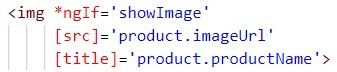 <img *ngIf='showImage'
[src]='product.imageUrl'
[title]='product.productName'>